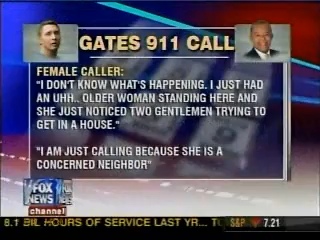 GATES 911 CALL
FEMALE CALLER:
"I DON'T KNOW WHAT'S HAPPENING. I JUST HAD
AN UHH.. OLDER WOMAN STANDING HERE AND
SHE JUST NOTICED TWO GENTLEMEN TRYING TO
GET IN A HOUSE."
"I AM JUST CALLING BECAUSE SHE IS A
CONCERNED NEIGHBOR"
FOX
NEWS
channel
8.1 BIL HOURS OF SERVICE LAST YR... TO
S&P 7.21